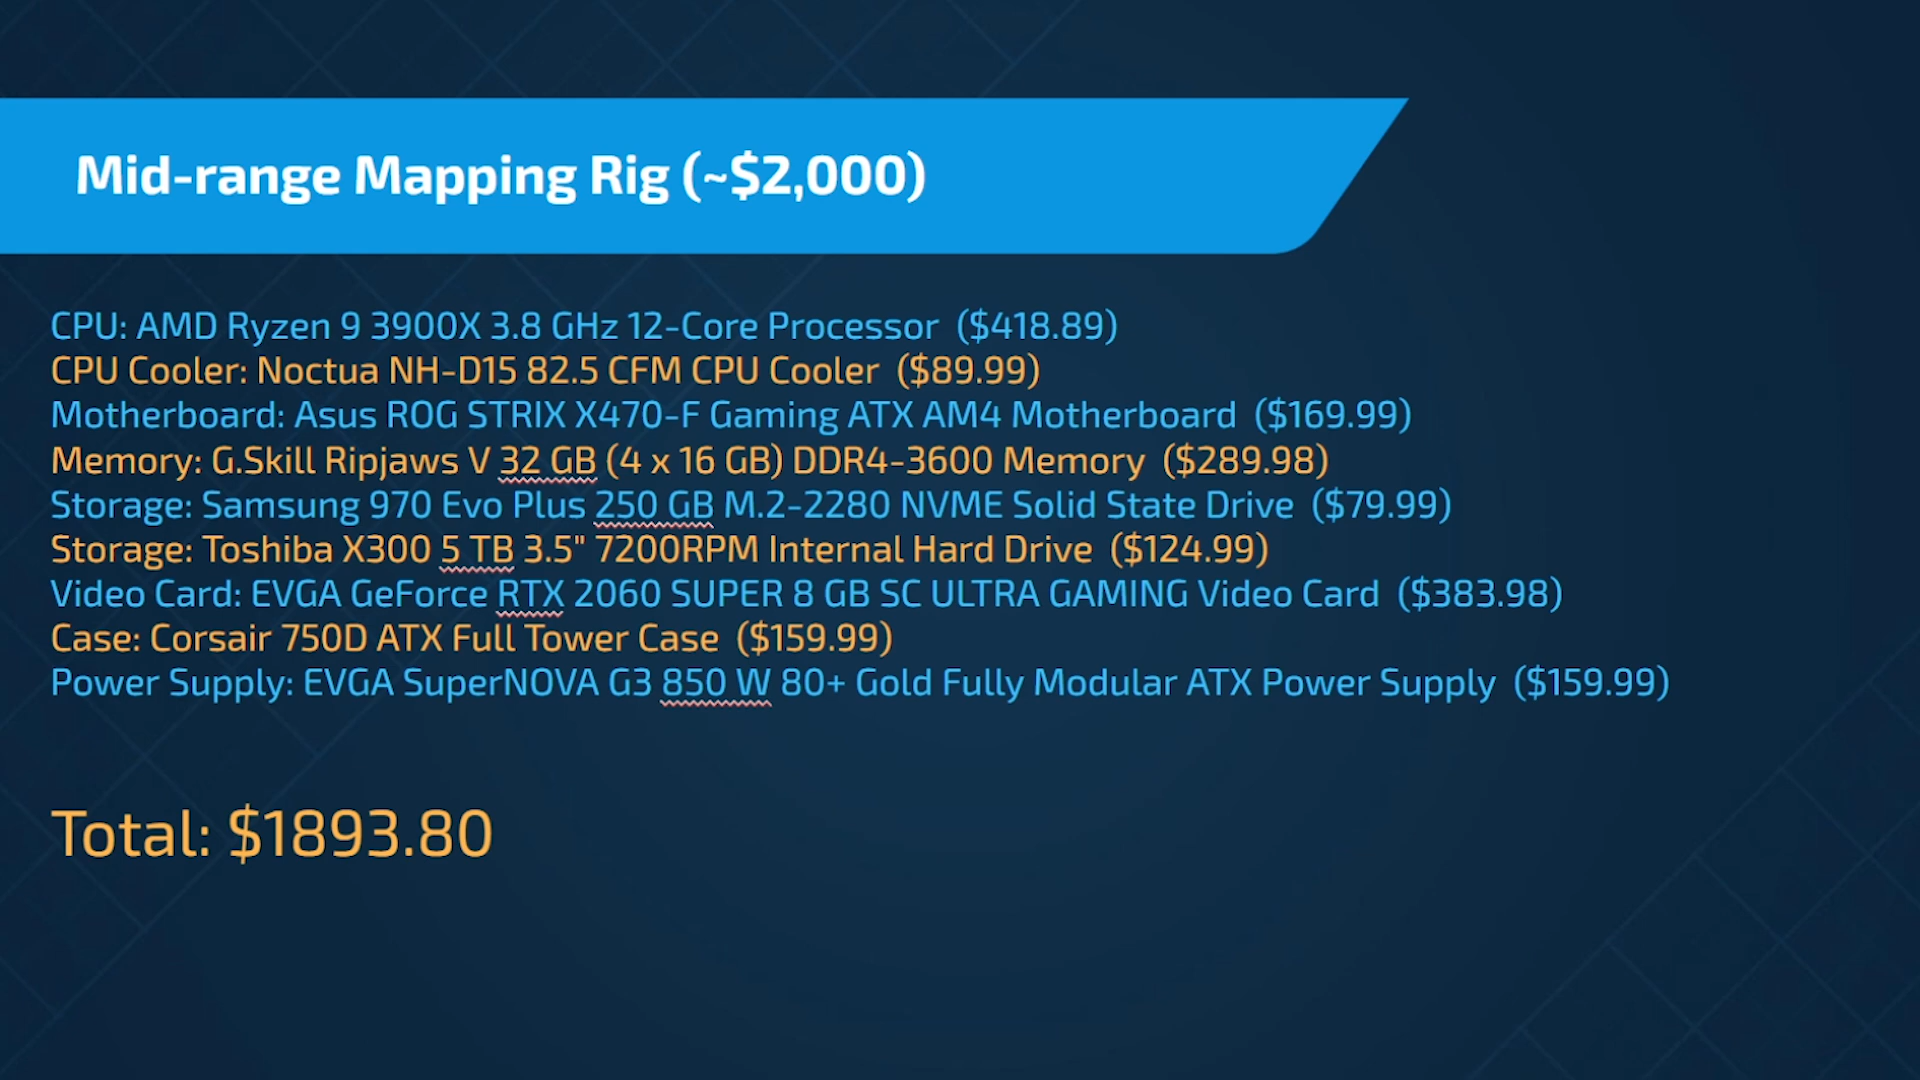 Mid-range Mapping Rig (~$2,000)
CPU: AMD Ryzen 9 3900X 3.8 GHz 12-Core Processor ($418.89)
CPU Cooler: Noctua NH-D15 82.5 CFM CPU Cooler ($89.99)
Motherboard: Asus ROG STRIX X470-F Gaming ATX AM4 Motherboard ($169.99)
Memory: G.Skill Ripjaws V 32 GB (4 x 16 GB) DDR4-3600 Memory ($289.98)
Storage: Samsung 970 Evo Plus 250 GB M.2-2280 NVME Solid State Drive ($79.99)
Storage: Toshiba X300 5 TB 3.5" 7200RPM Internal Hard Drive ($124.99)
Video Card: EVGA GeForce RTX 2060 SUPER 8 GB SC ULTRA GAMING Video Card ($383.98)
Case: Corsair 750D ATX Full Tower Case ($159.99)
Power Supply: EVGA SuperNOVA G3 850 W 80+ Gold Fully Modular ATX Power Supply ($159.99)
Total: $1893.80